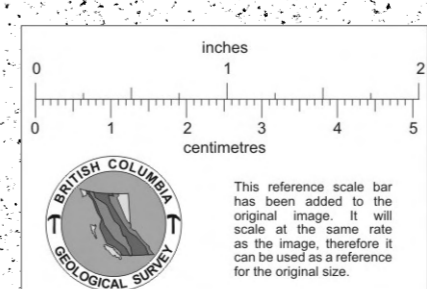 inches
0 1 2
0 1 2 3 4 5
centimetres
BRITISH COLUMBIA
GEOLOGICAL SURVEY
This reference scale bar
has been added to the
original image. It will
scale at the same rate
as the image, therefore it
can be used as a reference
for the original size.